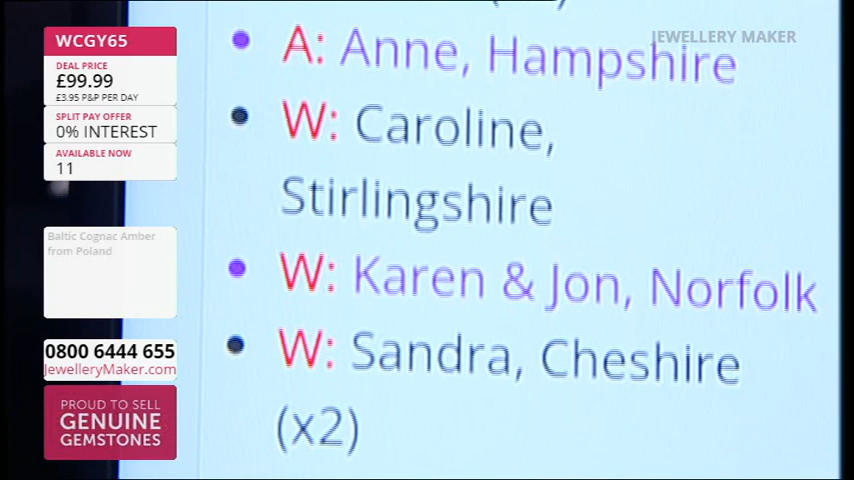 WCGY65
DEAL PRICE
£99.99
£3.95 P&P PER DAY
SPLIT PAY OFFER
0% INTEREST
AVAILABLE NOW
11
Baltic Cognac Amber
from Poland
0800 6444 655
JewelleryMaker.com
PROUD TO SELL
GENUINE
GEMSTONES
JEWELLERY MAKER
• A: Anne, Hampshire
• W: Caroline,
Stirlingshire
• W: Karen & Jon, Norfolk
• W: Sandra, Cheshire
(x2)